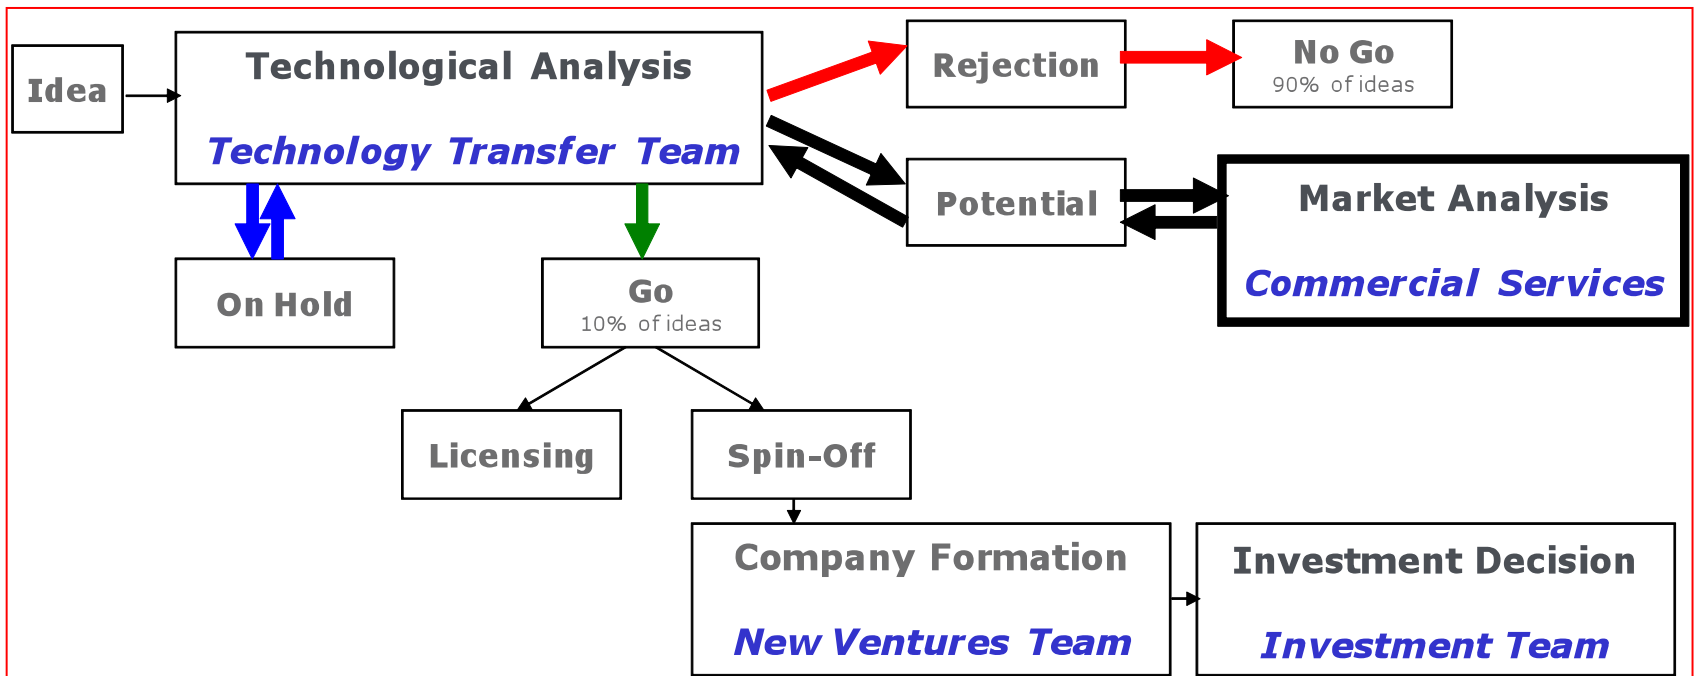 Idea
Technological Analysis
Technology Transfer Team
Rejection
No Go
90% of ideas
Potential
Market Analysis
Commercial Services
On Hold
Go
10% of ideas
Licensing
Spin-Off
Company Formation
New Ventures Team
Investment Decision
Investment Team